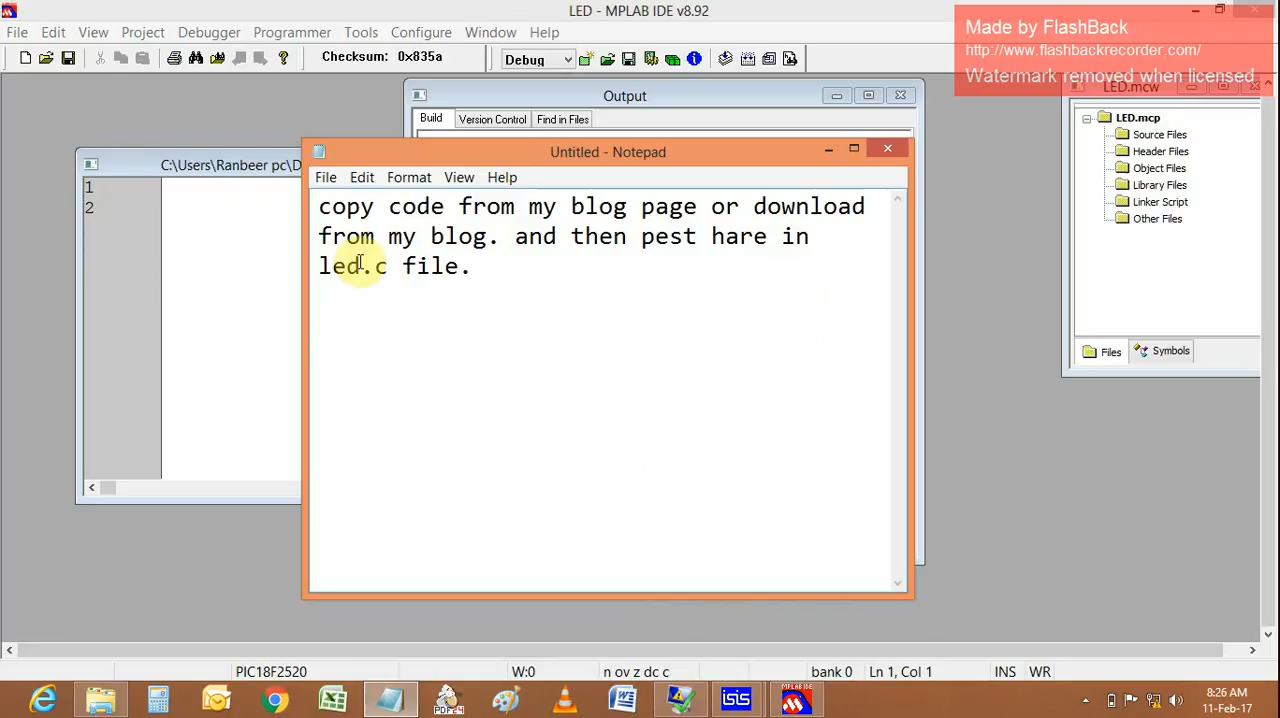 LED - MPLAB IDE v8.92
Made by FlashBack
http://www.flashbackrecorder.com/
Watermark removed when licensed
File Edit View Project Debugger Programmer Tools Configure Window Help
Checksum: 0x835a
Debug
Output
LED.mcw
Build Version Control Find in Files
LED.mcp
Source Files
Header Files
Object Files
Library Files
Linker Script
Other Files
Files Symbols
C:\Users\Ranbeer pc\D
1
2
Untitled - Notepad
File Edit Format View Help
copy code from my blog page or download
from my blog. and then pest hare in
led.c file.
PIC18F2520 W:0 n ov z dc c bank 0 Ln 1, Col 1 INS WR
PDF24
isis
MPLAB IDE
8:26 AM
11-Feb-17